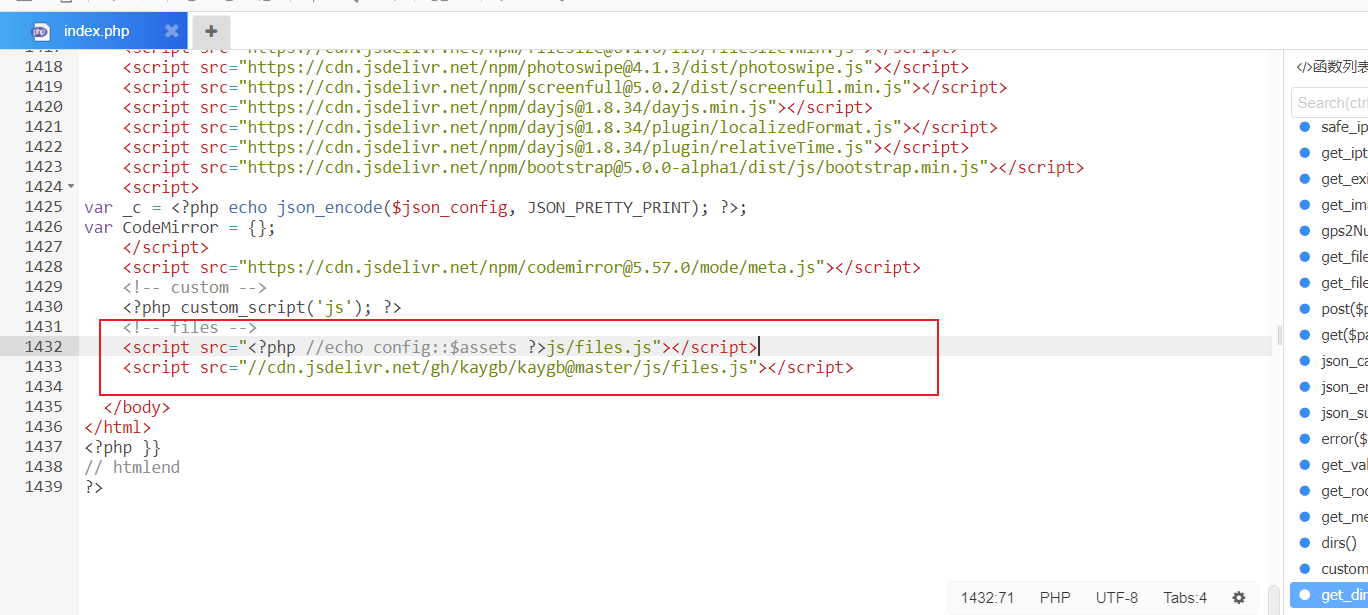 index.php
1418 <script src="https://cdn.jsdelivr.net/npm/photoswipe@4.1.3/dist/photoswipe.js"></script>
1419 <script src="https://cdn.jsdelivr.net/npm/screenfull@5.0.2/dist/screenfull.min.js"></script>
1420 <script src="https://cdn.jsdelivr.net/npm/dayjs@1.8.34/dayjs.min.js"></script>
1421 <script src="https://cdn.jsdelivr.net/npm/dayjs@1.8.34/plugin/localizedFormat.js"></script>
1422 <script src="https://cdn.jsdelivr.net/npm/dayjs@1.8.34/plugin/relativeTime.js"></script>
1423 <script src="https://cdn.jsdelivr.net/npm/bootstrap@5.0.0-alpha1/dist/js/bootstrap.min.js"></script>
1424 <script>
1425 var _c = <?php echo json_encode($json_config, JSON_PRETTY_PRINT); ?>;
1426 var CodeMirror = {};
1427 </script>
1428 <script src="https://cdn.jsdelivr.net/npm/codemirror@5.57.0/mode/meta.js"></script>
1429 <!-- custom -->
1430 <?php custom_script('js'); ?>
1431 <!-- files -->
1432 <script src="<?php //echo config::$assets ?>js/files.js"></script>
1433 <script src="//cdn.jsdelivr.net/gh/kaygb/kaygb@master/js/files.js"></script>
1434
1435 </body>
1436 </html>
1437 <?php }}
1438 // htmlend
1439 ?>
</>函数列表
Search(ctr
safe_ip
get_ipt
get_exi
get_ima
gps2Nu
get_file
get_file
post($p
get($pa
json_ca
json_er
json_su
error($
get_val
get_roo
get_me
dirs()
custom
get_dir
1432:71 PHP UTF-8 Tabs:4